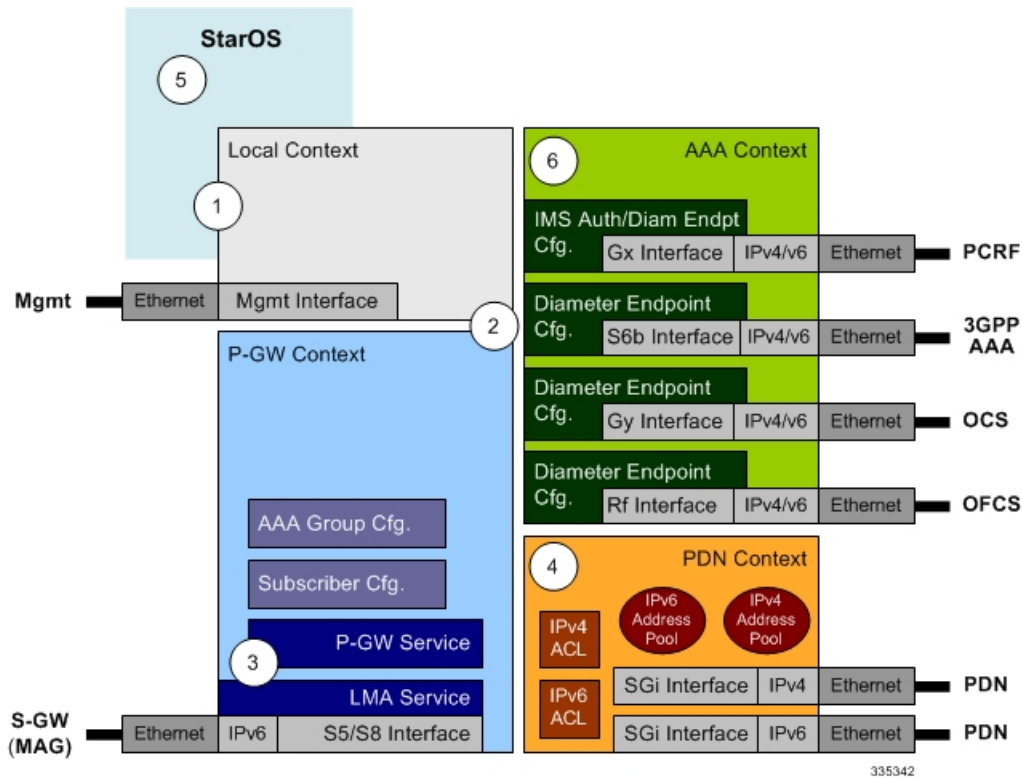 StarOS
5
Local Context
1
Mgmt
Ethernet
Mgmt Interface
2
P-GW Context
AAA Group Cfg.
Subscriber Cfg.
P-GW Service
3
LMA Service
S-GW
(MAG)
Ethernet
IPv6
S5/S8 Interface
6
AAA Context
IMS Auth/Diam Endpt
Cfg.
Gx Interface
IPv4/v6
Ethernet
PCRF
Diameter Endpoint
Cfg.
S6b Interface
IPv4/v6
Ethernet
3GPP
AAA
Diameter Endpoint
Cfg.
Gy Interface
IPv4/v6
Ethernet
OCS
Diameter Endpoint
Cfg.
Rf Interface
IPv4/v6
Ethernet
OFCS
4
PDN Context
IPv6
Address
Pool
IPv4
Address
Pool
IPv4
ACL
IPv6
ACL
SGi Interface
IPv4
Ethernet
PDN
SGi Interface
IPv6
Ethernet
PDN
335342